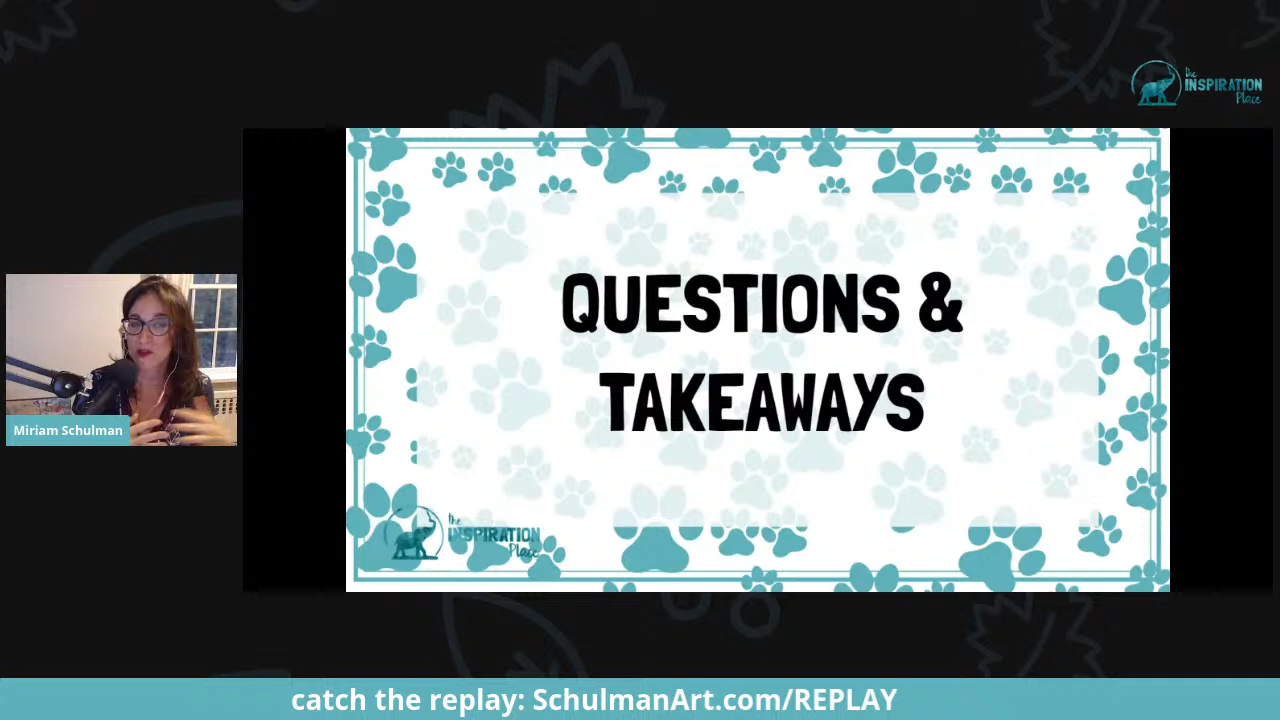 the
INSPIRATION
Place
QUESTIONS &
TAKEAWAYS
Miriam Schulman
the
INSPIRATION
Place
catch the replay: SchulmanArt.com/REPLAY